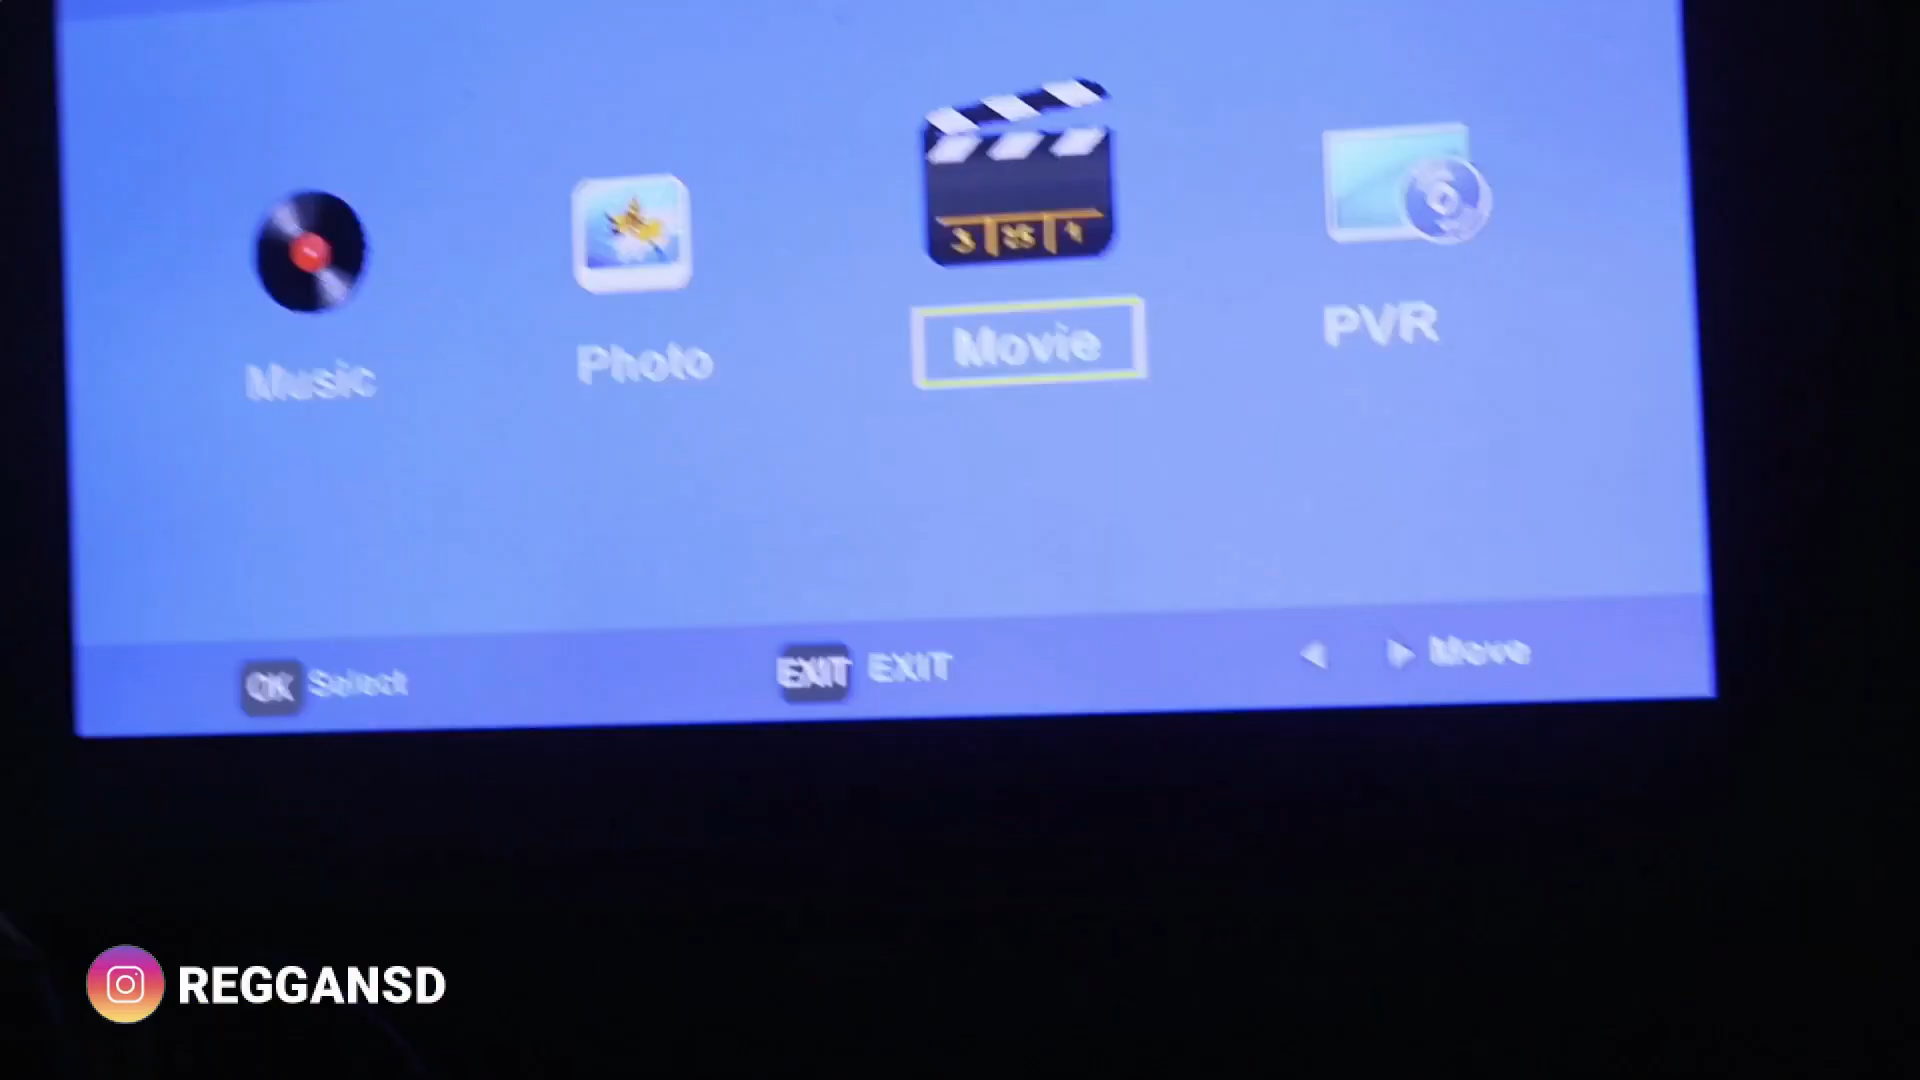 Music
Photo
Movie
PVR
OK Select
EXIT EXIT
Move
REGGANSD